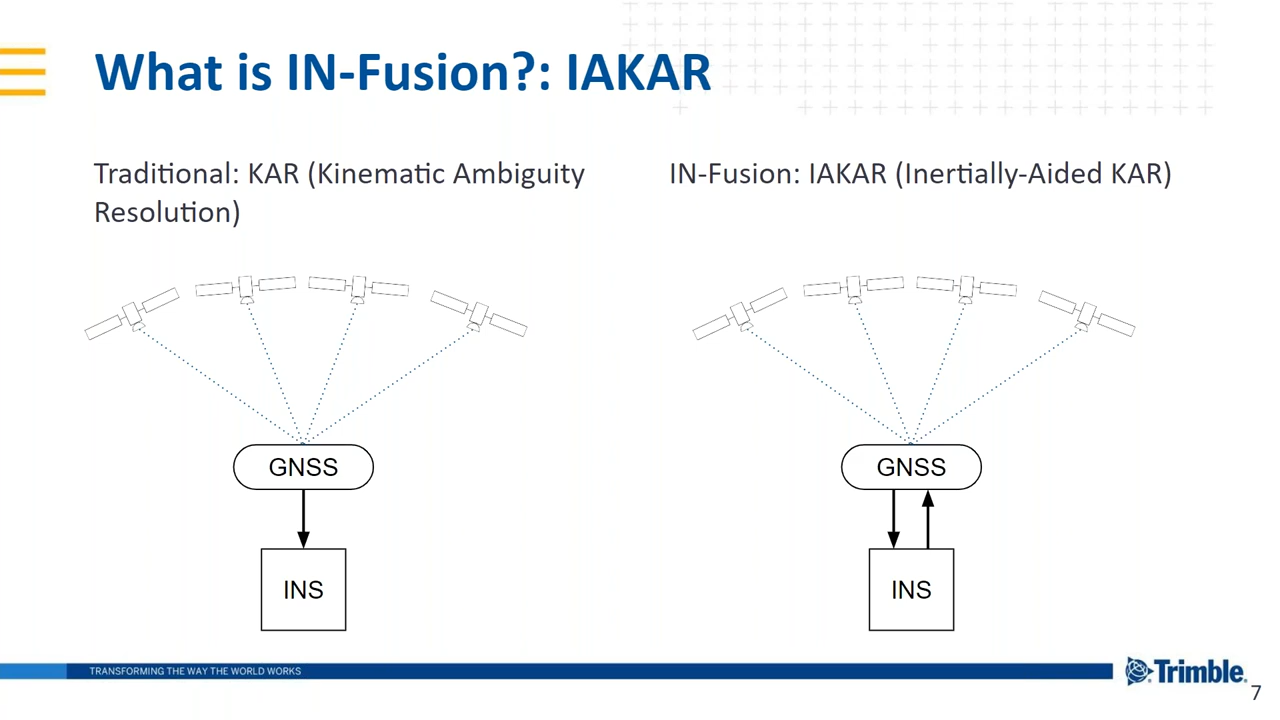 What is IN-Fusion?: IAKAR
Traditional: KAR (Kinematic Ambiguity
Resolution)
IN-Fusion: IAKAR (Inertially-Aided KAR)
GNSS
INS
GNSS
INS
TRANSFORMING THE WAY THE WORLD WORKS
Trimble.
7